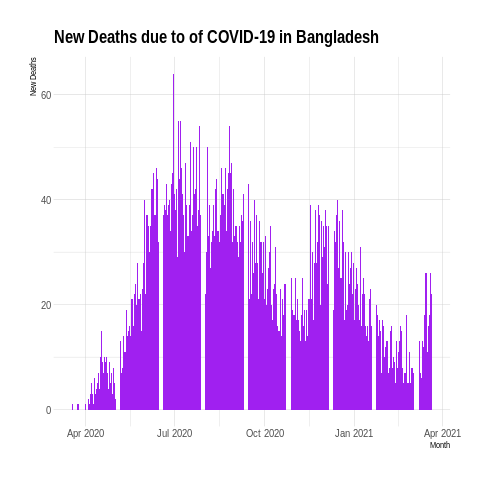 New Deaths due to of COVID-19 in Bangladesh
New Deaths
60
40
20
0
Apr 2020 Jul 2020 Oct 2020 Jan 2021 Apr 2021
Month